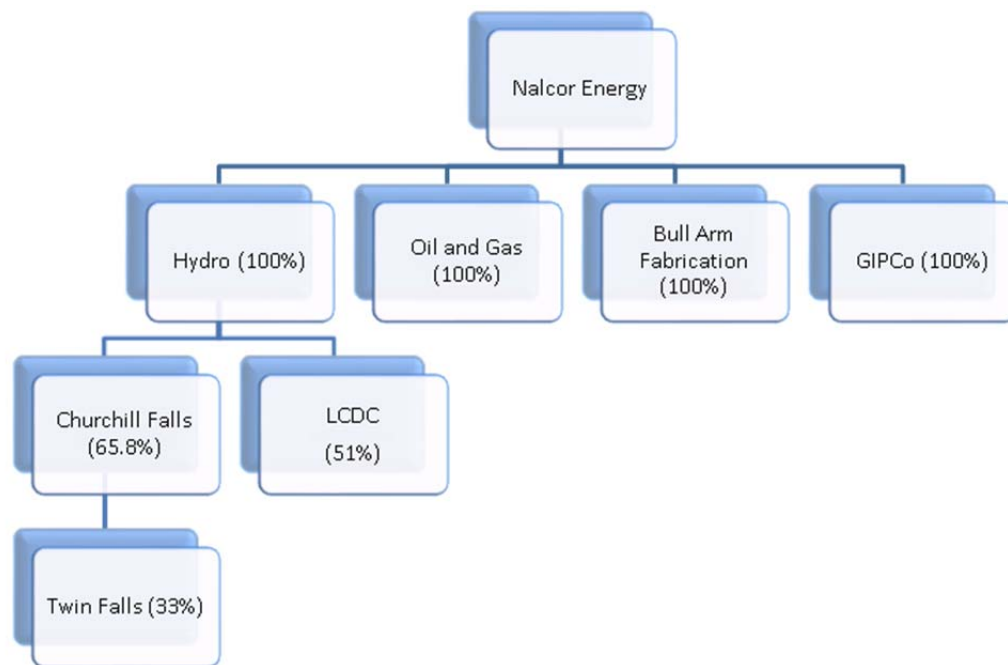 Nalcor Energy
Hydro (100%)
Oil and Gas
(100%)
Bull Arm
Fabrication
(100%)
GIPCo (100%)
Churchill Falls
(65.8%)
LCDC
(51%)
Twin Falls (33%)